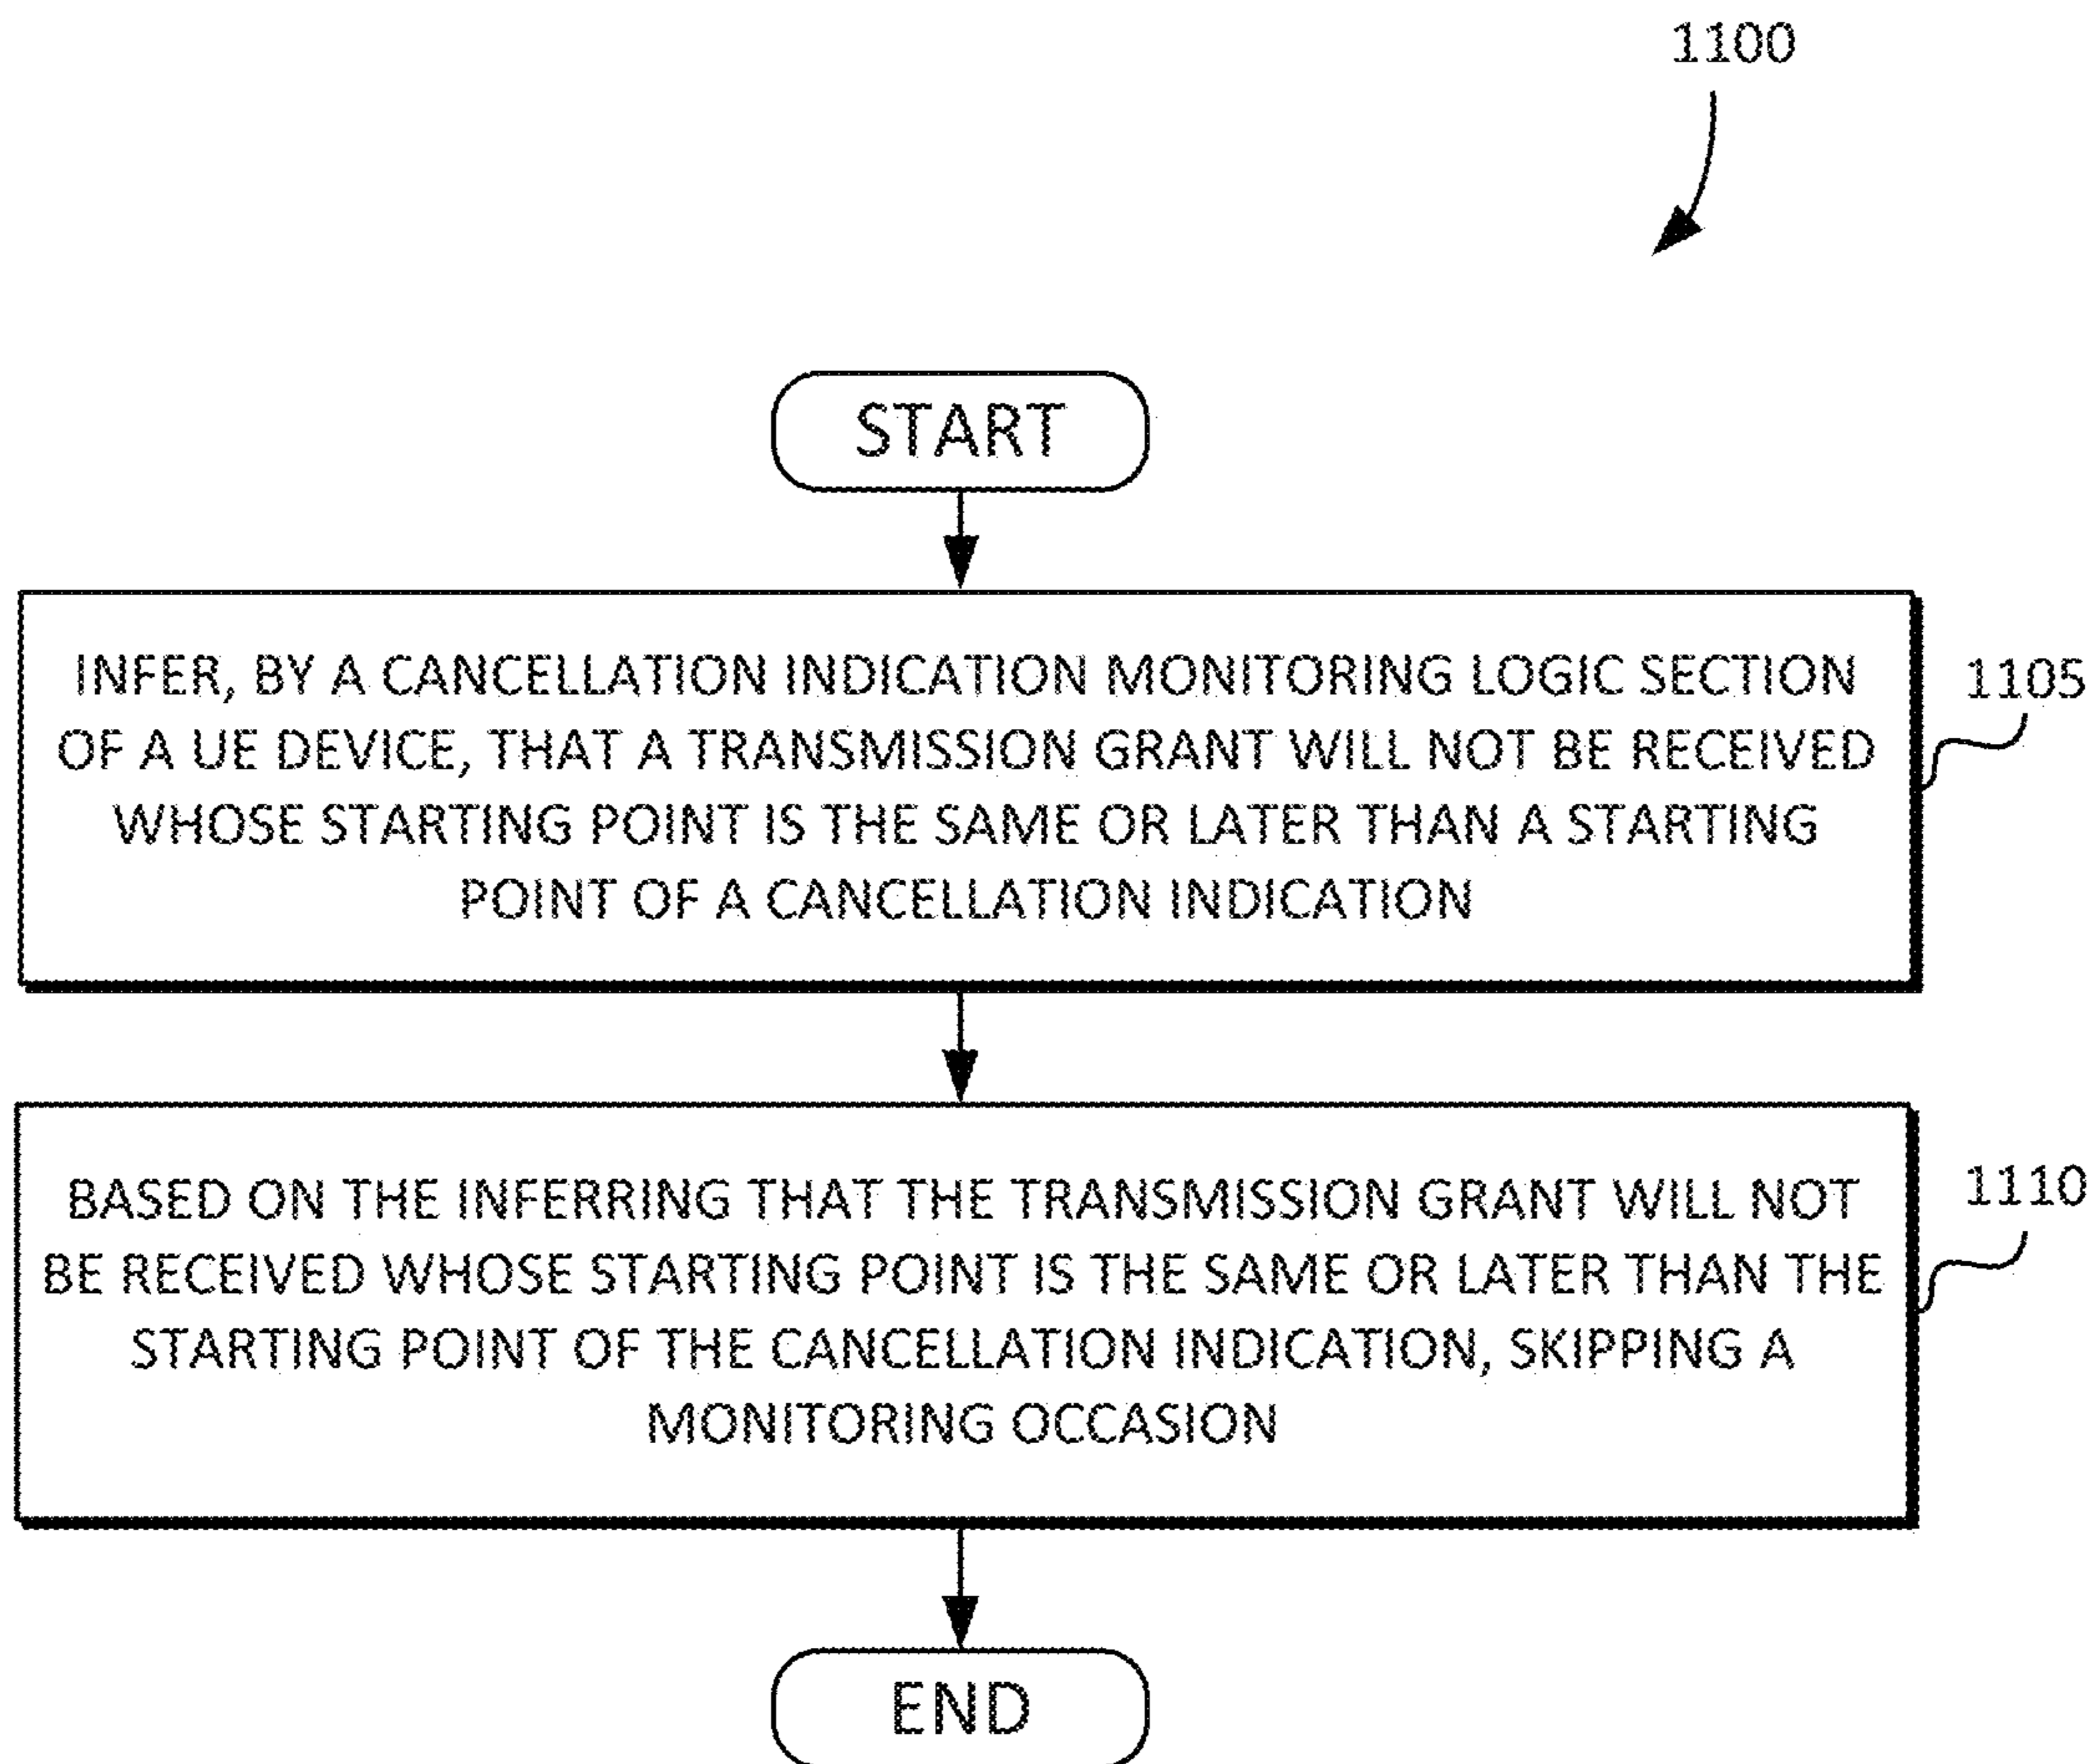 1100
START
INFER, BY A CANCELLATION INDICATION MONITORING LOGIC SECTION
OF A UE DEVICE, THAT A TRANSMISSION GRANT WILL NOT BE RECEIVED
WHOSE STARTING POINT IS THE SAME OR LATER THAN A STARTING
POINT OF A CANCELLATION INDICATION
1105
BASED ON THE INFERRING THAT THE TRANSMISSION GRANT WILL NOT
BE RECEIVED WHOSE STARTING POINT IS THE SAME OR LATER THAN THE
STARTING POINT OF THE CANCELLATION INDICATION, SKIPPING A
MONITORING OCCASION
1110
END